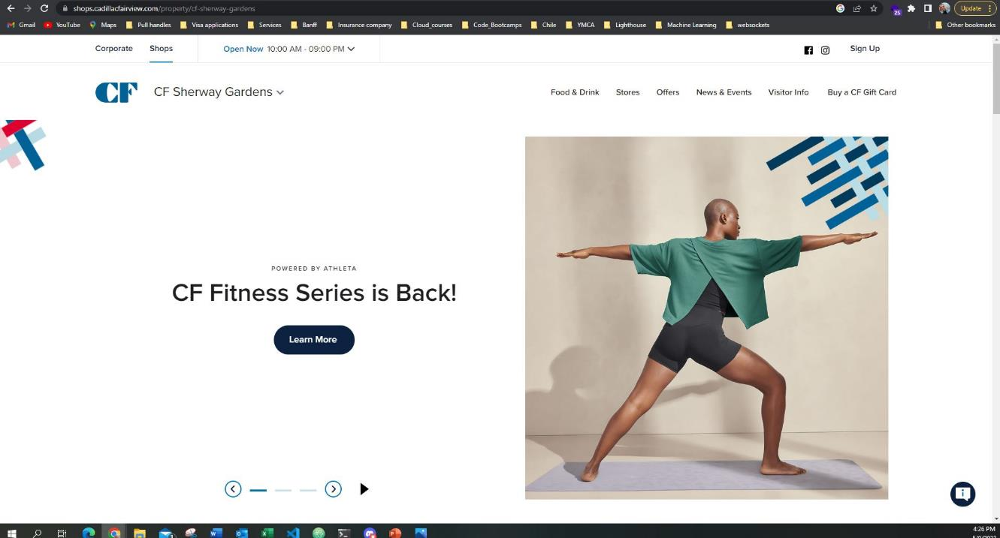 shops.cadillacfairview.com/property/cf-sherway-gardens
25
Update
Gmail YouTube Maps Pull handles Visa applications Services Banff Insurance company Cloud_courses Code_Bootcamps Chile YMCA Lighthouse Machine Learning websockets Other bookmarks
Corporate Shops Open Now 10:00 AM - 09:00 PM Sign Up
CF CF Sherway Gardens Food & Drink Stores Offers News & Events Visitor Info Buy a CF Gift Card
POWERED BY ATHLETA
CF Fitness Series is Back!
Learn More
4:26 PM